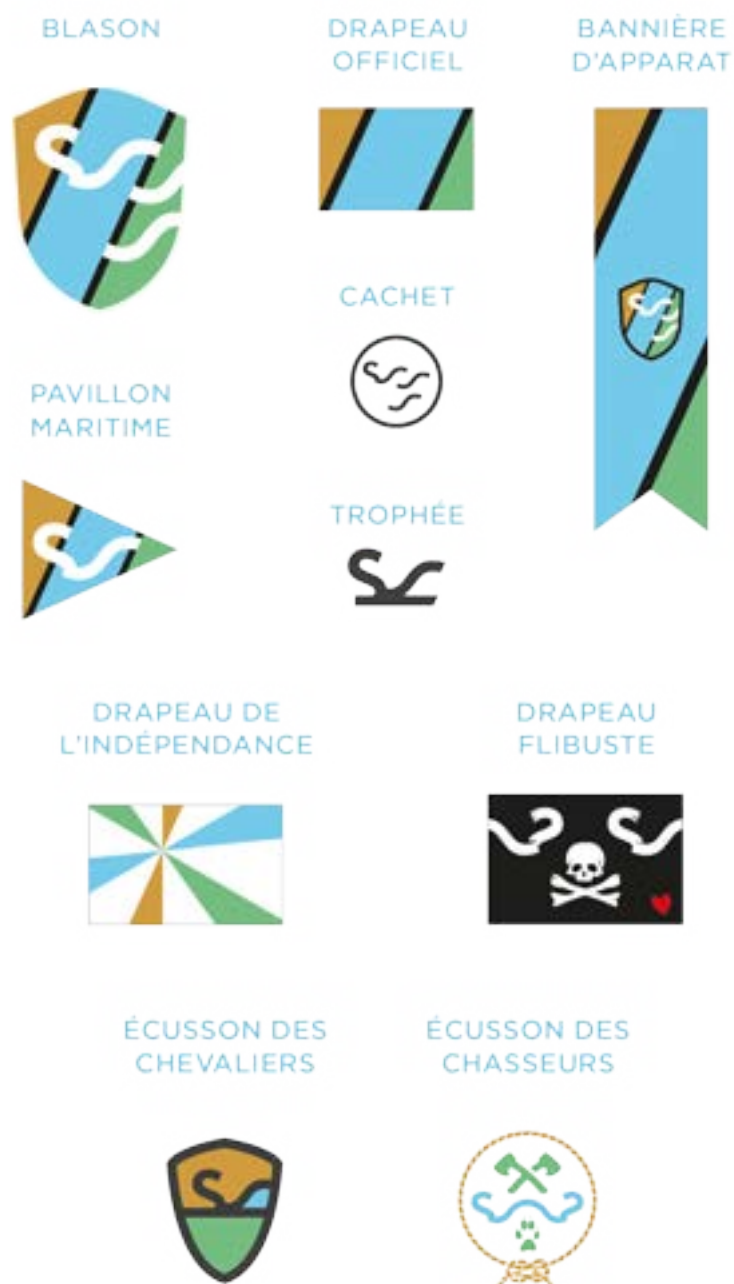 BLASON
DRAPEAU
OFFICIEL
BANNIÈRE
D'APPARAT
CACHET
PAVILLON
MARITIME
TROPHÉE
DRAPEAU DE
L'INDÉPENDANCE
DRAPEAU
FLIBUSTE
ÉCUSSON DES
CHEVALIERS
ÉCUSSON DES
CHASSEURS